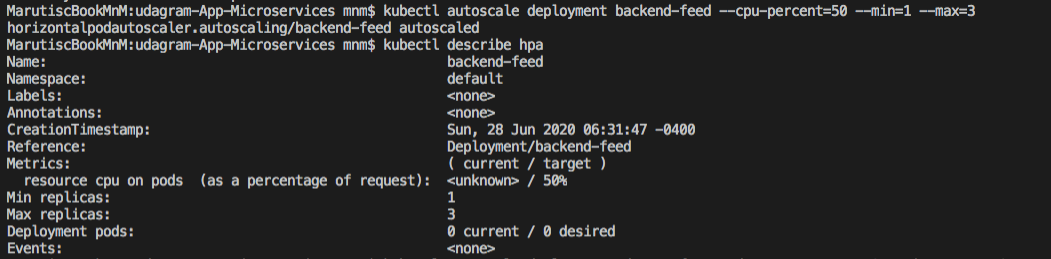 MarutiscBookMnM:udagram-App-Microservices mnm$ kubectl autoscale deployment backend-feed --cpu-percent=50 --min=1 --max=3
horizontalpodautoscaler.autoscaling/backend-feed autoscaled
MarutiscBookMnM:udagram-App-Microservices mnm$ kubectl describe hpa
Name: backend-feed
Namespace: default
Labels: <none>
Annotations: <none>
CreationTimestamp: Sun, 28 Jun 2020 06:31:47 -0400
Reference: Deployment/backend-feed
Metrics: ( current / target )
  resource cpu on pods  (as a percentage of request): <unknown> / 50%
Min replicas: 1
Max replicas: 3
Deployment pods: 0 current / 0 desired
Events: <none>